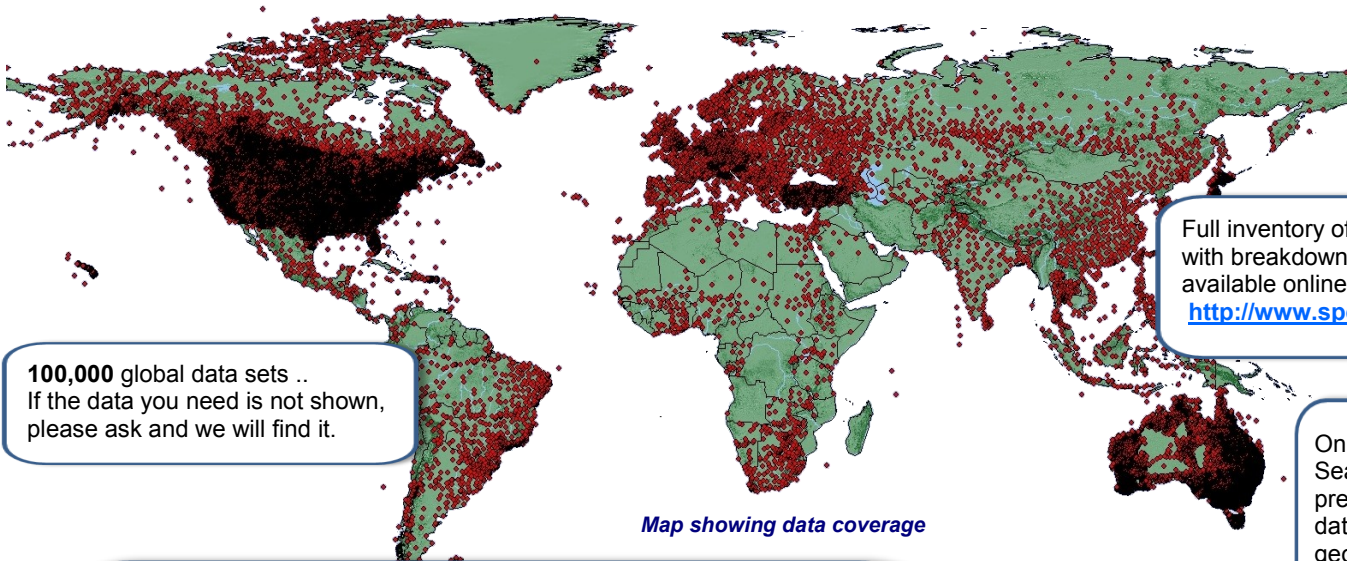 Full inventory of
with breakdown
available online
http://www.sp
100,000 global data sets ..
If the data you need is not shown,
please ask and we will find it.
On
Sea
pre
dat
geo
Map showing data coverage